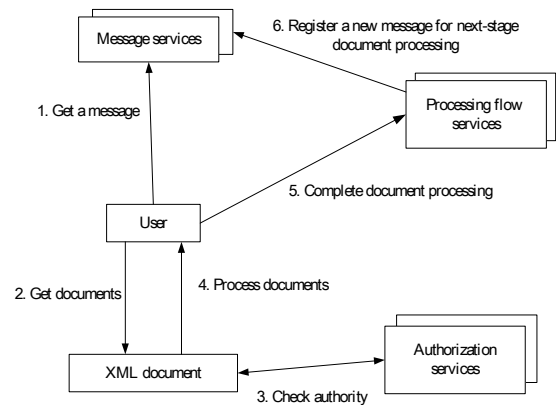 6. Register a new message for next-stage
document processing
Message services
1. Get a message
Processing flow
services
5. Complete document processing
User
2. Get documents
4. Process documents
XML document
Authorization
services
3. Check authority